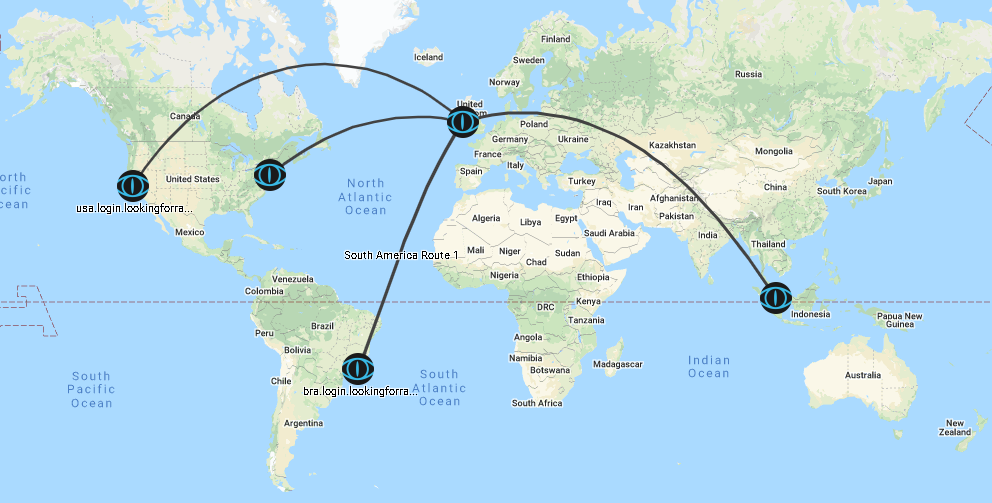 Iceland
Finland
Sweden
Norway
Russia
United
Canada
Poland
Germany
Ukraine
France
Kazakhstan
Mongolia
Italy
Spain
United States
Turkey
China
Japan
South Korea
North
Atlantic
Ocean
usa.login.lookingforra...
Afghanistan
Iraq
Iran
Pakistan
Algeria
Libya
Egypt
Saudi Arabia
India
Mexico
Thailand
South America Route 1
Mali
Niger
Chad
Sudan
Nigeria
Ethiopia
Venezuela
Colombia
Kenya
DRC
Indonesia
Papua New
Guinea
Tanzania
Brazil
Peru
Angola
Bolivia
Namibia
Botswana
Madagascar
Indian
Ocean
South
Pacific
Ocean
Chile
South
Atlantic
Ocean
bra.login.lookingforra...
Australia
South Africa
Argentina
New
Zealand